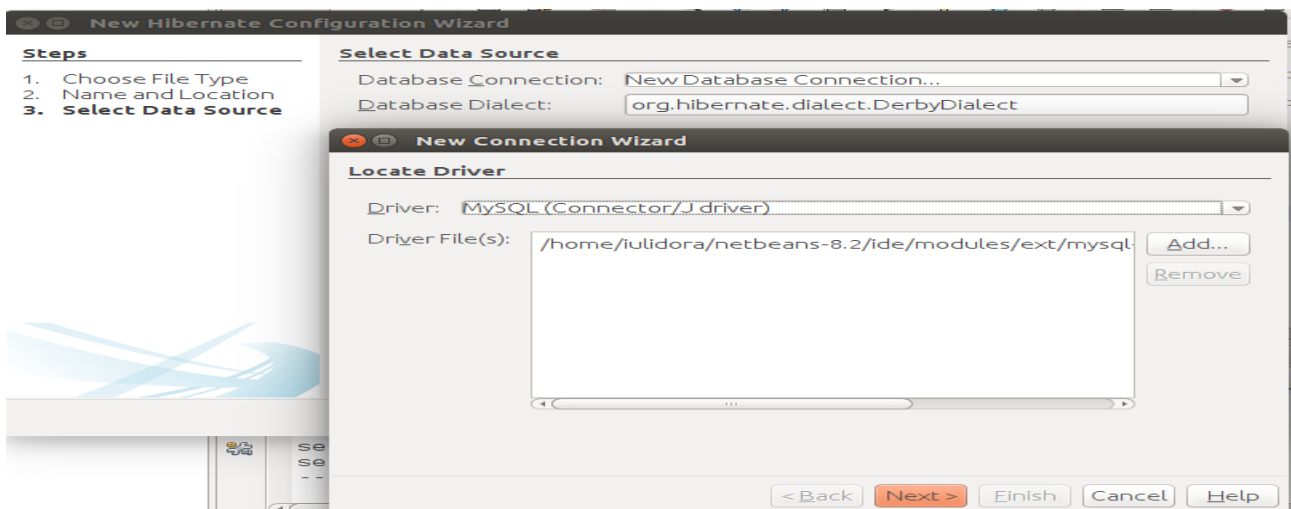 New Hibernate Configuration Wizard
Steps
1. Choose File Type
2. Name and Location
3. Select Data Source
Select Data Source
Database Connection: New Database Connection...
Database Dialect: org.hibernate.dialect.DerbyDialect
New Connection Wizard
Locate Driver
Driver: MySQL (Connector/J driver)
Driver File(s): /home/iulidora/netbeans-8.2/ide/modules/ext/mysql-
Add...
Remove
se
se
--
< Back Next > Finish Cancel Help